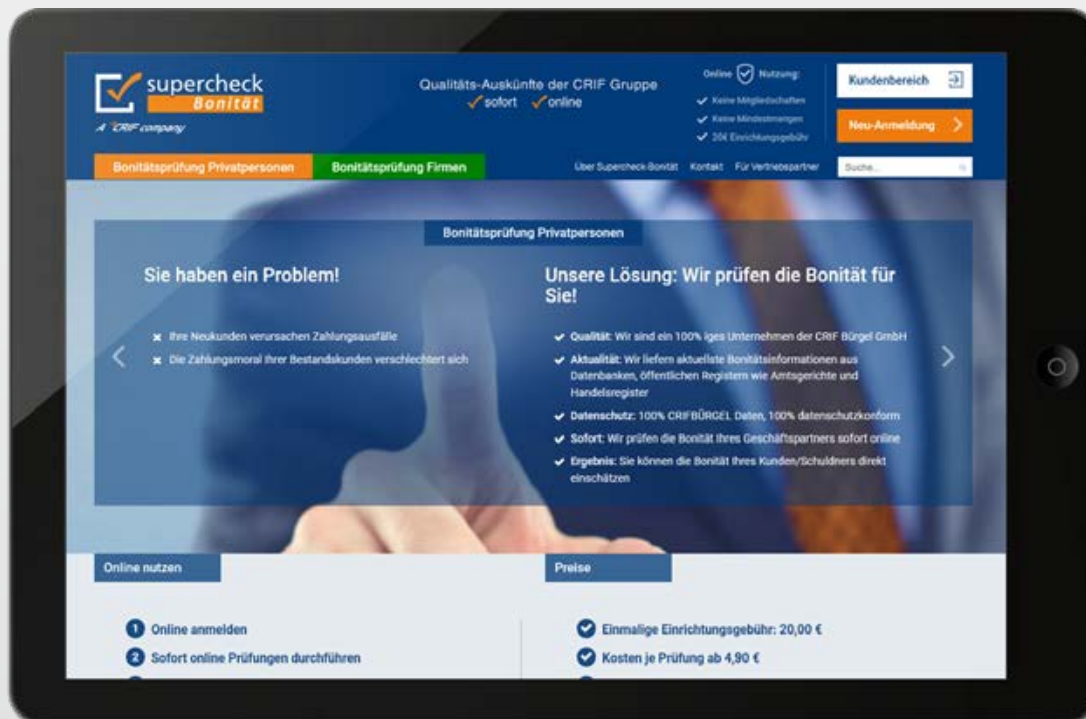 supercheck
Bonität
A CRIF company
Qualitäts-Auskünfte der CRIF Gruppe
sofort online
Online Nutzung:
Keine Mitgliedschaften
Keine Mindestmengen
20€ Einrichtungsgebühr
Kundenbereich
Neu-Anmeldung
Bonitätsprüfung Privatpersonen
Bonitätsprüfung Firmen
Über Supercheck-Bonität Kontakt Für Vertriebspartner
Suche...
Bonitätsprüfung Privatpersonen
Sie haben ein Problem!
Ihre Neukunden verursachen Zahlungsausfälle
Die Zahlungsmoral Ihrer Bestandskunden verschlechtert sich
Unsere Lösung: Wir prüfen die Bonität für
Sie!
Qualität: Wir sind ein 100% iges Unternehmen der CRIF Bürgel GmbH
Aktualität: Wir liefern aktuellste Bonitätsinformationen aus
Datenbanken, öffentlichen Registern wie Amtsgerichte und
Handelsregister
Datenschutz: 100% CRIFBÜRGEL Daten, 100% datenschutzkonform
Sofort: Wir prüfen die Bonität Ihres Geschäftspartners sofort online
Ergebnis: Sie können die Bonität Ihres Kunden/Schuldners direkt
einschätzen
Online nutzen
1 Online anmelden
2 Sofort online Prüfungen durchführen
Preise
Einmalige Einrichtungsgebühr: 20,00 €
Kosten je Prüfung ab 4,90 €